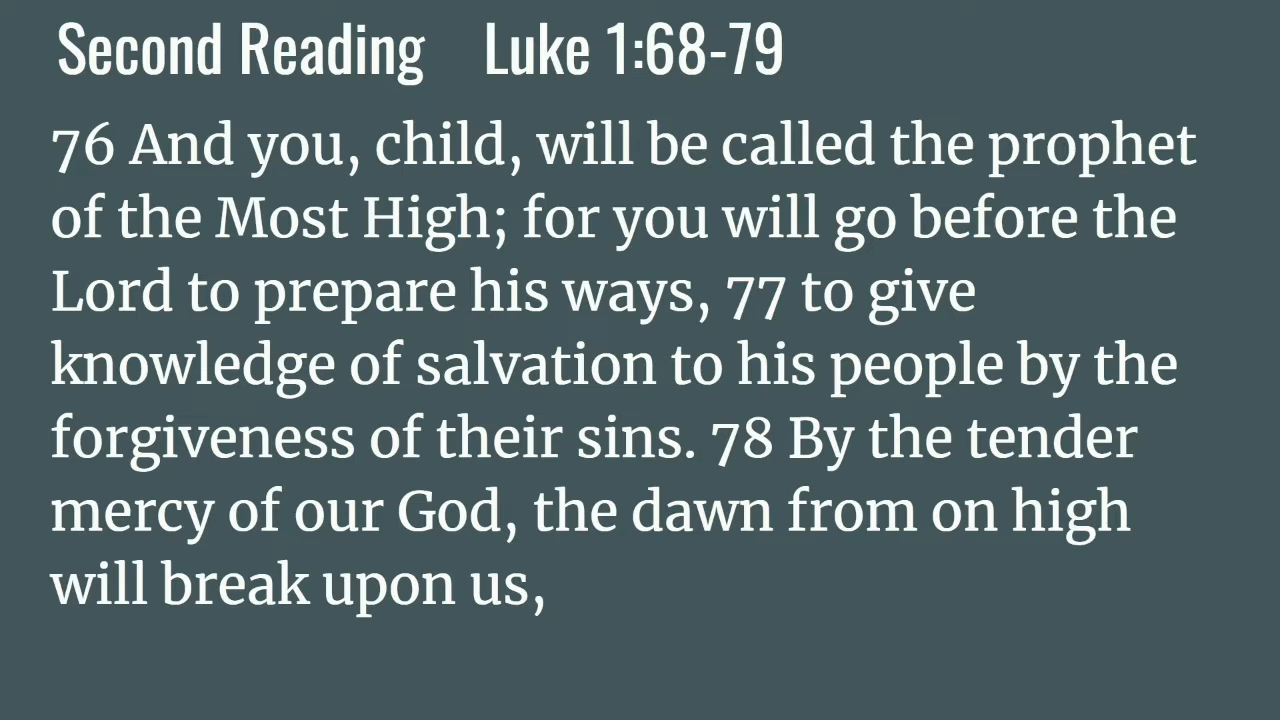 Second Reading Luke 1:68-79
76 And you, child, will be called the prophet
of the Most High; for you will go before the
Lord to prepare his ways, 77 to give
knowledge of salvation to his people by the
forgiveness of their sins. 78 By the tender
mercy of our God, the dawn from on high
will break upon us,